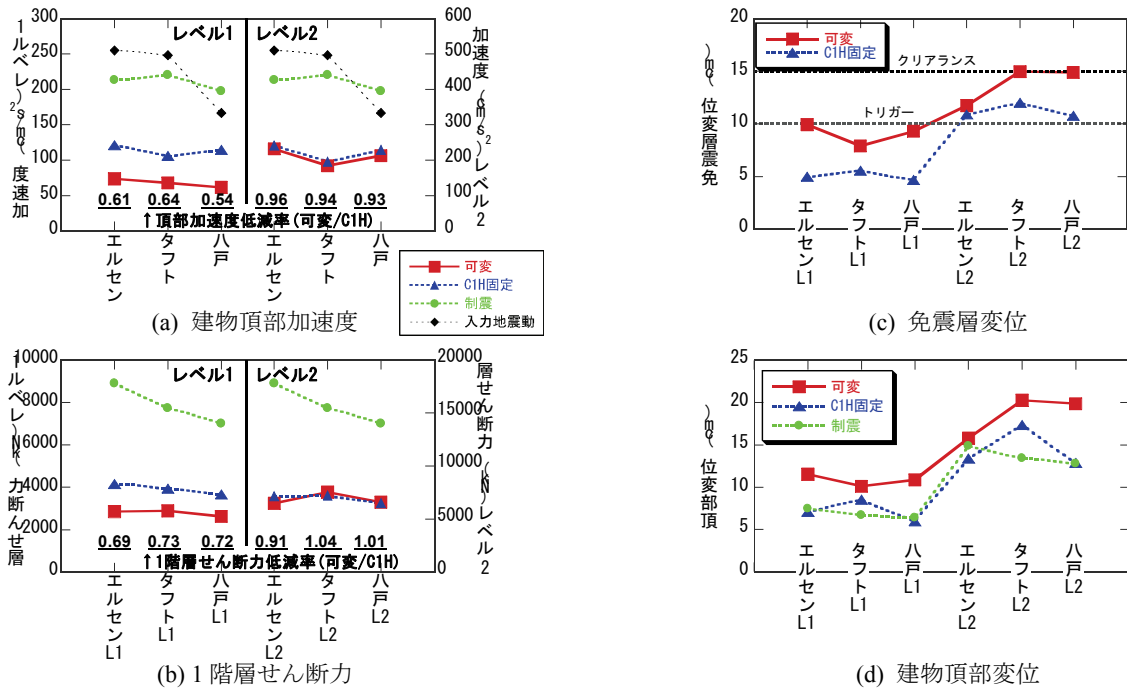 300
250
200
150
100
50
0
加速度(cm/s²)レベル1
レベル1
レベル2
600
500
400
300
200
100
0
加速度(cm/s²)レベル2
0.61 0.64 0.54 0.96 0.94 0.93
↑頂部加速度低減率(可変/C1H)
エルセン
タフト
八戸
エルセン
タフト
八戸
可変
C1H固定
制震
入力地震動
(a) 建物頂部加速度
20
15
10
5
0
免震層変位(cm)
可変
C1H固定
クリアランス
トリガー
エルセンL1
タフトL1
八戸L1
エルセンL2
タフトL2
八戸L2
(c) 免震層変位
10000
8000
6000
4000
2000
0
層せん断力(kN)レベル1
レベル1
レベル2
20000
15000
10000
5000
0
層せん断力(kN)レベル2
0.69 0.73 0.72 0.91 1.04 1.01
↑1階層せん断力低減率(可変/C1H)
エルセンL1
タフトL1
八戸L1
エルセンL2
タフトL2
八戸L2
(b) 1 階層せん断力
25
20
15
10
5
0
頂部変位(cm)
可変
C1H固定
制震
エルセンL1
タフトL1
八戸L1
エルセンL2
タフトL2
八戸L2
(d) 建物頂部変位